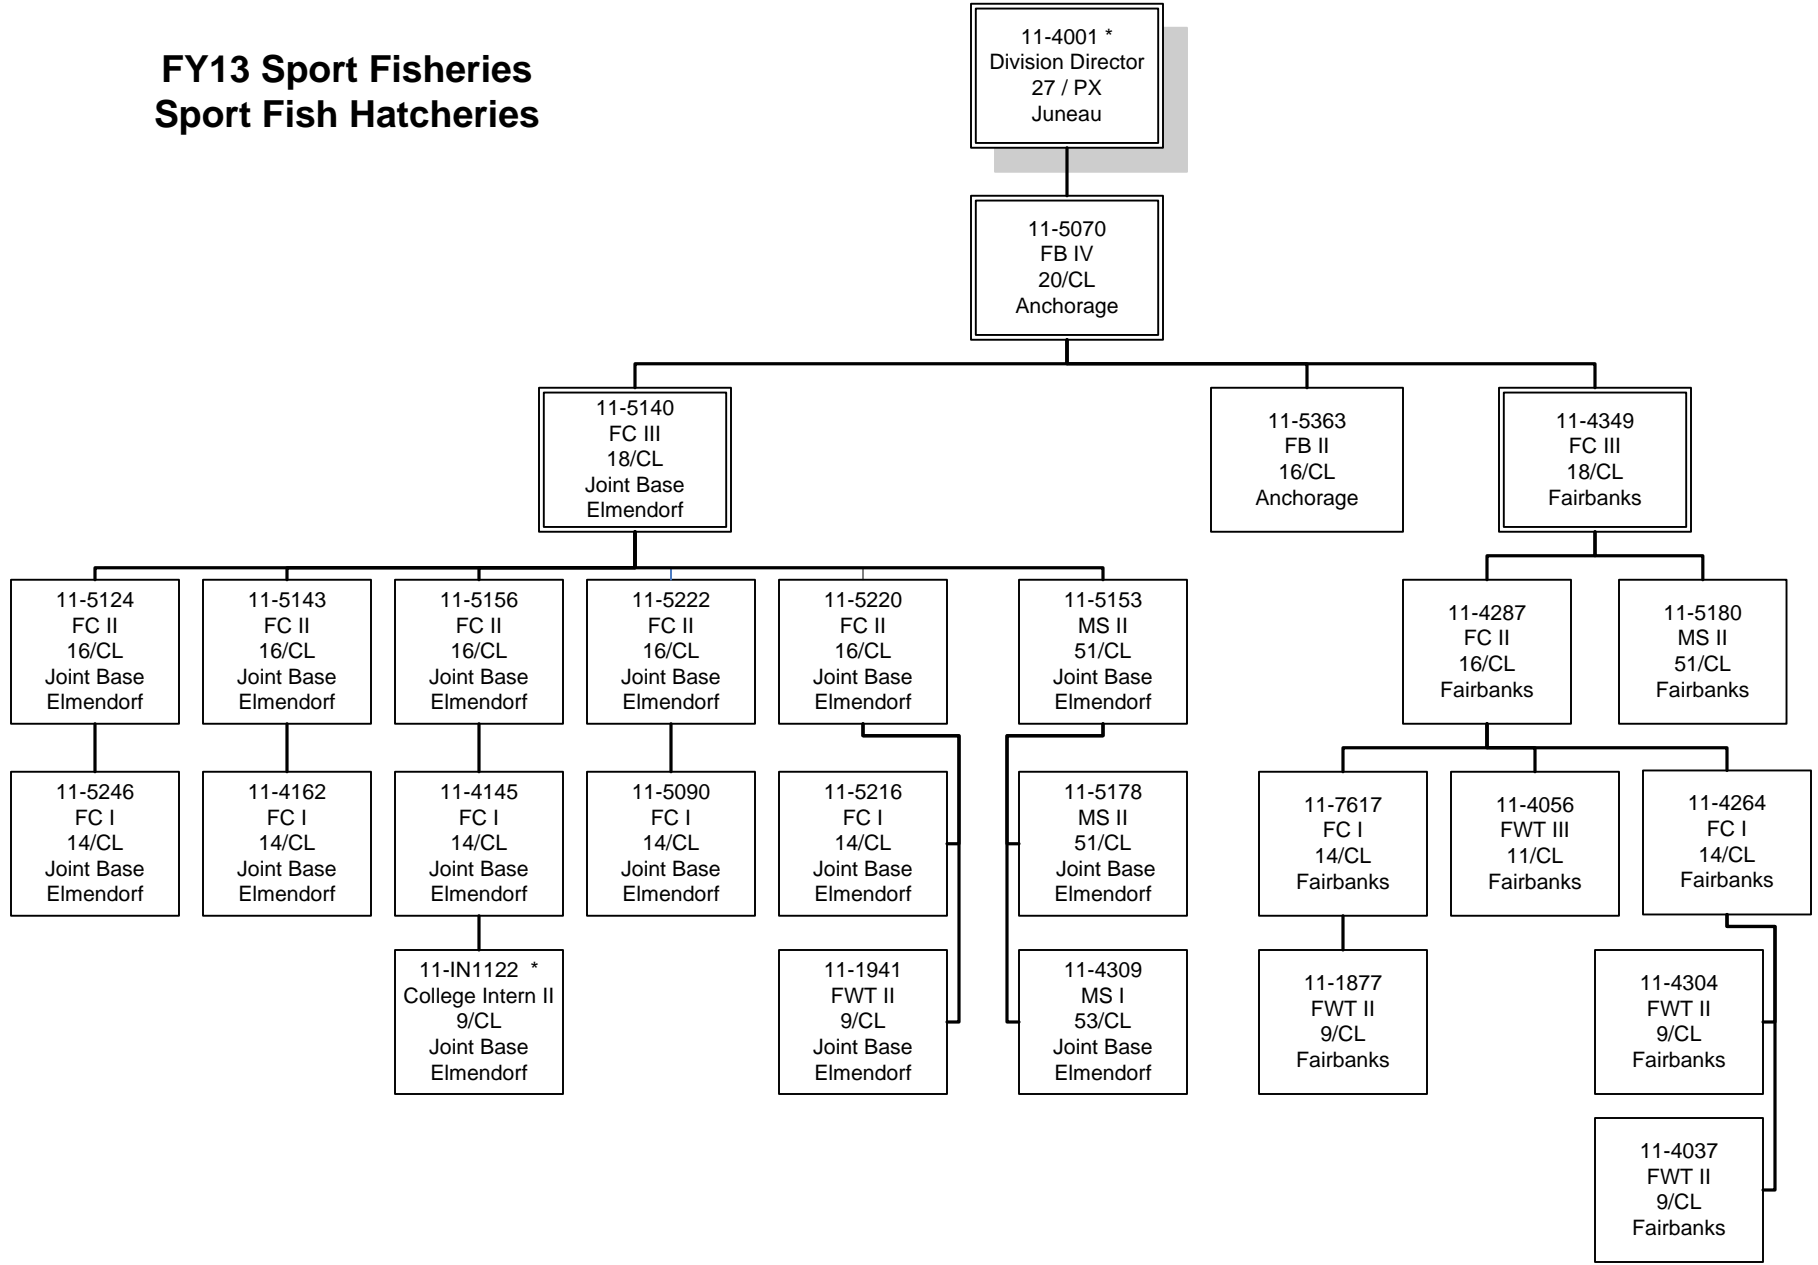 FY13 Sport Fisheries
Sport Fish Hatcheries
11-4001 *
Division Director
27 / PX
Juneau
11-5070
FB IV
20/CL
Anchorage
11-5140
FC III
18/CL
Joint Base
Elmendorf
11-5363
FB II
16/CL
Anchorage
11-4349
FC III
18/CL
Fairbanks
11-5124
FC II
16/CL
Joint Base
Elmendorf
11-5143
FC II
16/CL
Joint Base
Elmendorf
11-5156
FC II
16/CL
Joint Base
Elmendorf
11-5222
FC II
16/CL
Joint Base
Elmendorf
11-5220
FC II
16/CL
Joint Base
Elmendorf
11-5153
MS II
51/CL
Joint Base
Elmendorf
11-4287
FC II
16/CL
Fairbanks
11-5180
MS II
51/CL
Fairbanks
11-5246
FC I
14/CL
Joint Base
Elmendorf
11-4162
FC I
14/CL
Joint Base
Elmendorf
11-4145
FC I
14/CL
Joint Base
Elmendorf
11-5090
FC I
14/CL
Joint Base
Elmendorf
11-5216
FC I
14/CL
Joint Base
Elmendorf
11-5178
MS II
51/CL
Joint Base
Elmendorf
11-7617
FC I
14/CL
Fairbanks
11-4056
FWT III
11/CL
Fairbanks
11-4264
FC I
14/CL
Fairbanks
11-IN1122 *
College Intern II
9/CL
Joint Base
Elmendorf
11-1941
FWT II
9/CL
Joint Base
Elmendorf
11-4309
MS I
53/CL
Joint Base
Elmendorf
11-1877
FWT II
9/CL
Fairbanks
11-4304
FWT II
9/CL
Fairbanks
11-4037
FWT II
9/CL
Fairbanks